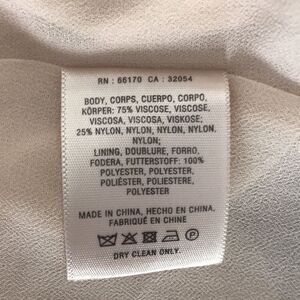 RN : 66170 CA : 32054
BODY, CORPS, CUERPO, CORPO,
KÖRPER: 75% VISCOSE, VISCOSE,
VISCOSA, VISCOSA, VISKOSE;
25% NYLON, NYLON, NYLON, NYLON,
NYLON;
LINING, DOUBLURE, FORRO,
FODERA, FUTTERSTOFF: 100%
POLYESTER, POLYESTER,
POLIÉSTER, POLIESTERE,
POLYESTER
MADE IN CHINA, HECHO EN CHINA,
FABRIQUÉ EN CHINE
P
DRY CLEAN ONLY.